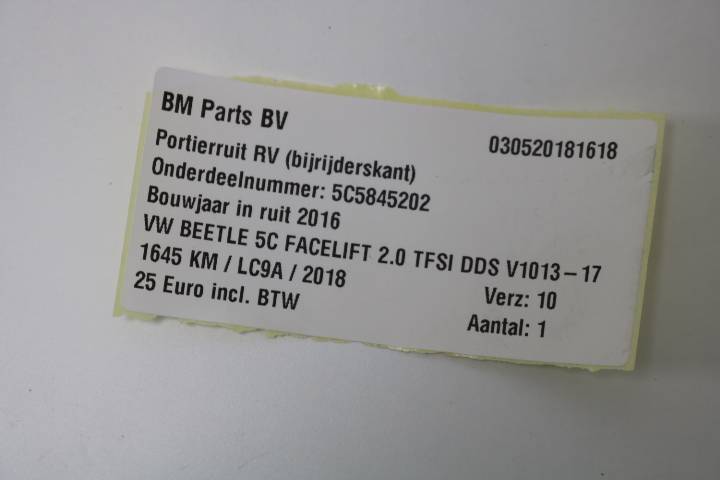 BM Parts BV
030520181618
Portierruit RV (bijrijderskant)
Onderdeelnummer: 5C5845202
Bouwjaar in ruit 2016
VW BEETLE 5C FACELIFT 2.0 TFSI DDS V1013-17
1645 KM / LC9A / 2018
Verz: 10
25 Euro incl. BTW
Aantal: 1